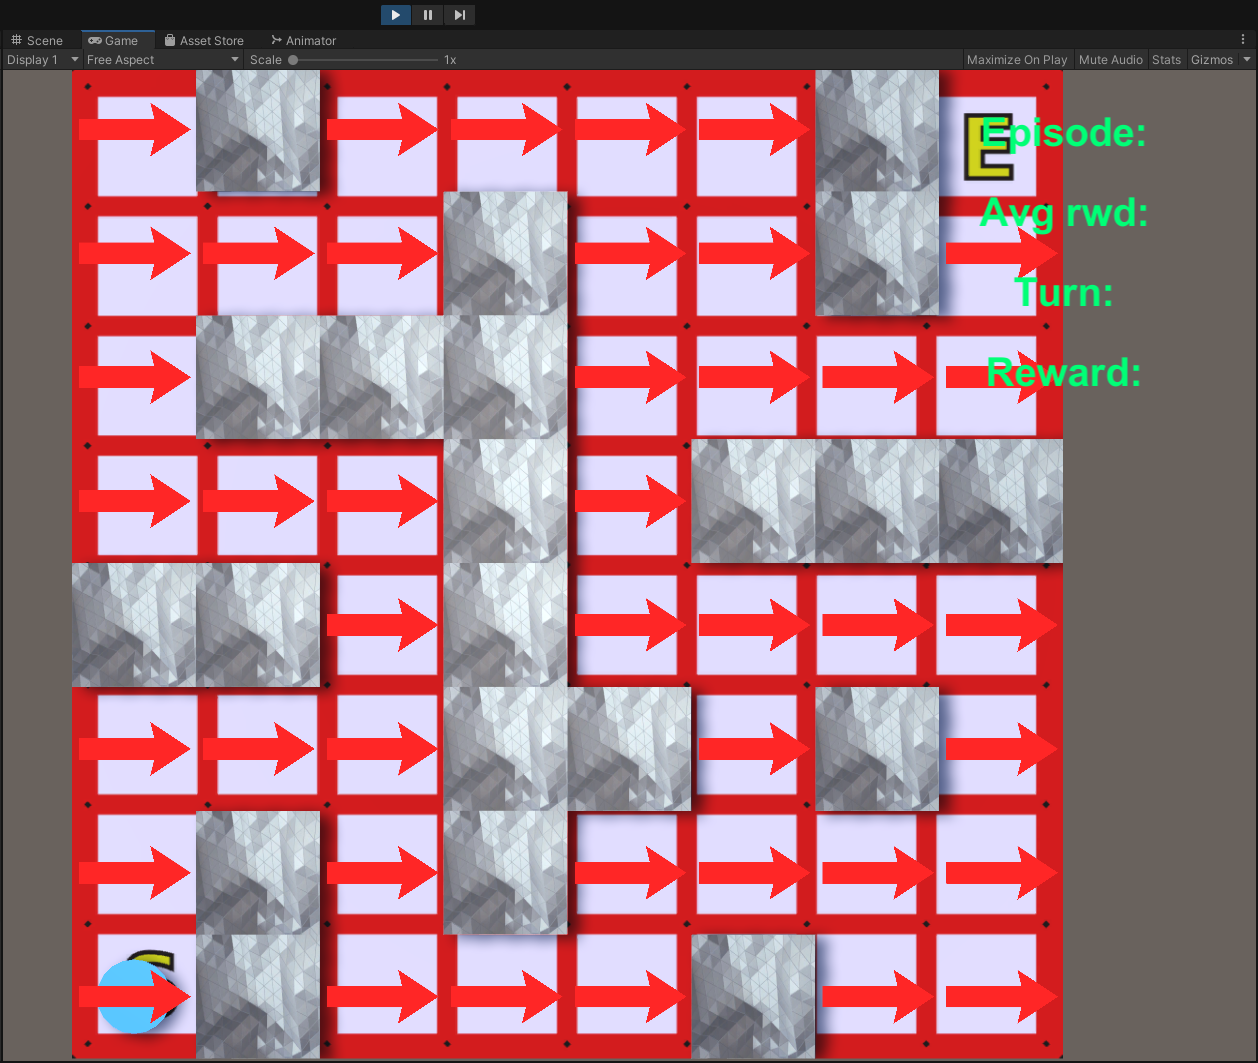 Scene Game Asset Store Animator
Display 1 Free Aspect Scale 1x Maximize On Play Mute Audio Stats Gizmos
E
Episode:
Avg rwd:
Turn:
Reward: